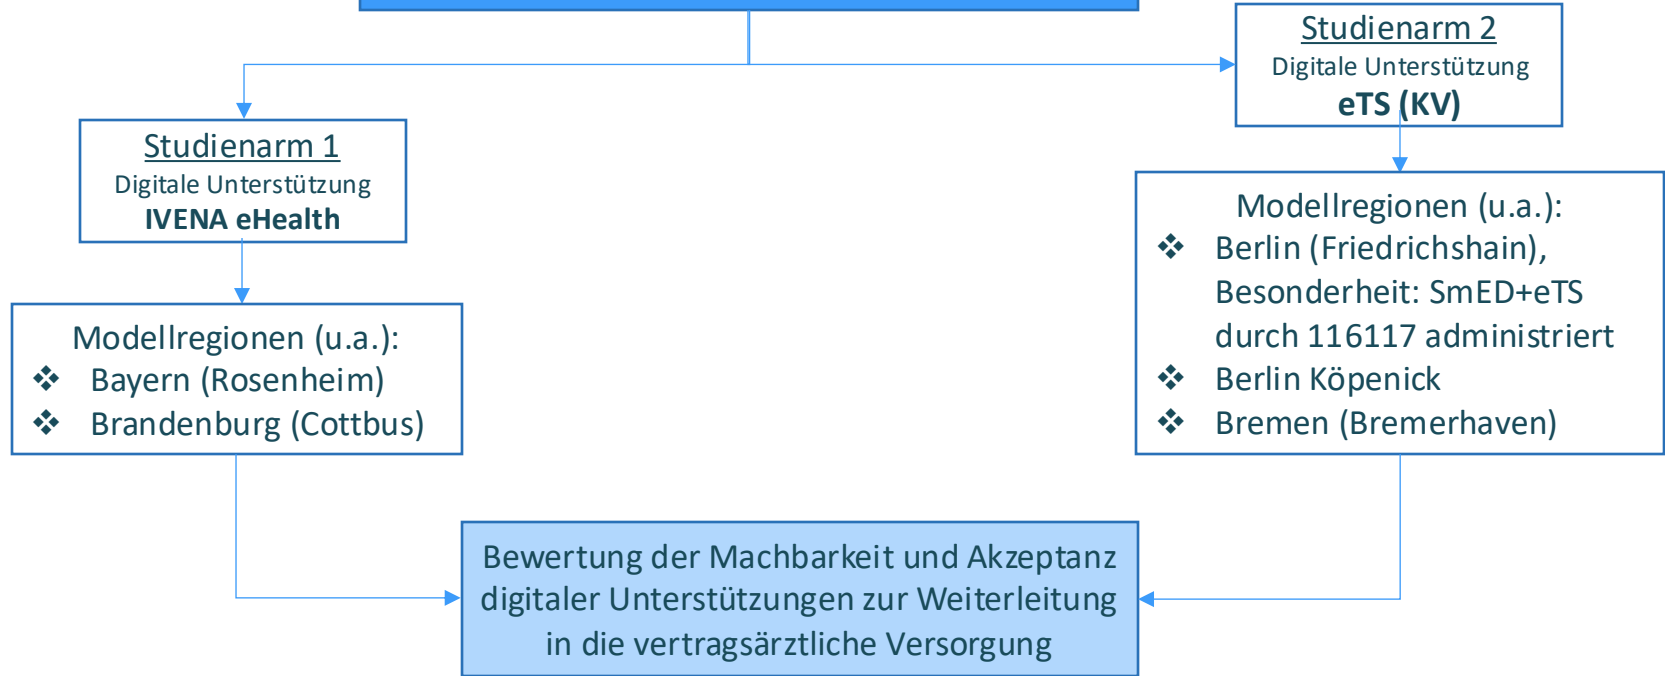 Studienarm 1
Digitale Unterstützung
IVENA eHealth
Modellregionen (u.a.):
❖ Bayern (Rosenheim)
❖ Brandenburg (Cottbus)
Studienarm 2
Digitale Unterstützung
eTS (KV)
Modellregionen (u.a.):
❖ Berlin (Friedrichshain),
Besonderheit: SmED+eTS
durch 116117 administriert
❖ Berlin Köpenick
❖ Bremen (Bremerhaven)
Bewertung der Machbarkeit und Akzeptanz
digitaler Unterstützungen zur Weiterleitung
in die vertragsärztliche Versorgung